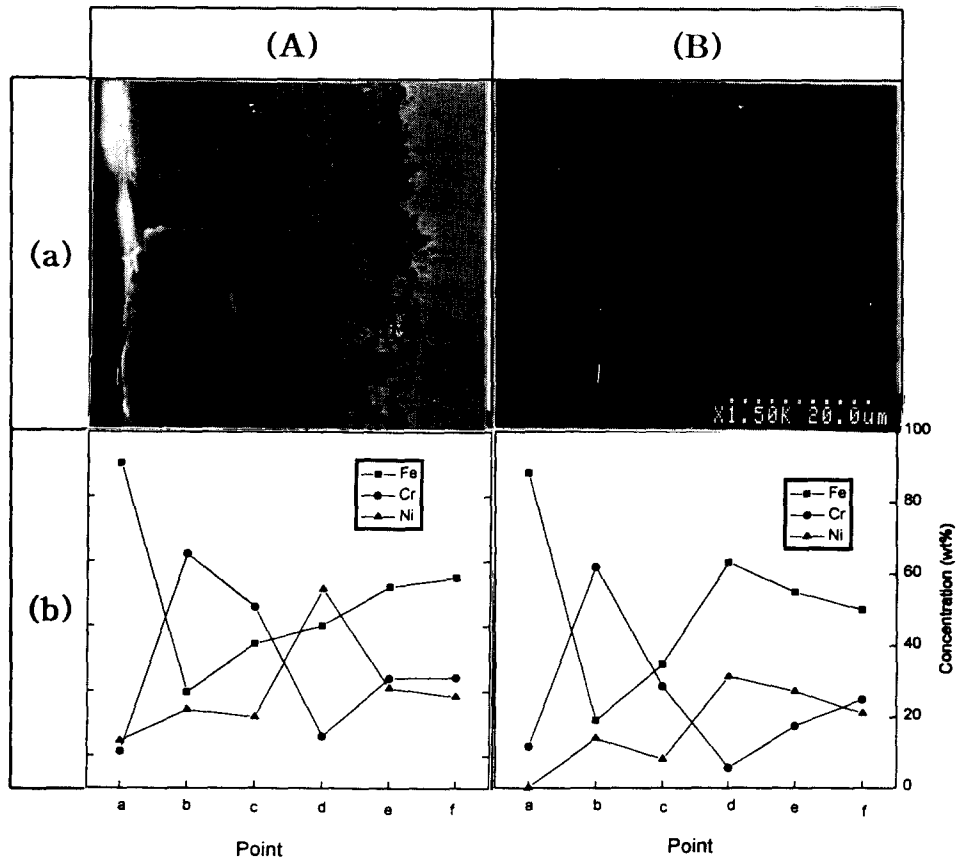 (A) (B)
(a)
X1.50K 20.0µm
(b)
Fe
Cr
Ni
a b c d e f
Point
Fe
Cr
Ni
100
80
60
40
20
0
Concentration (wt%)
a b c d e f
Point